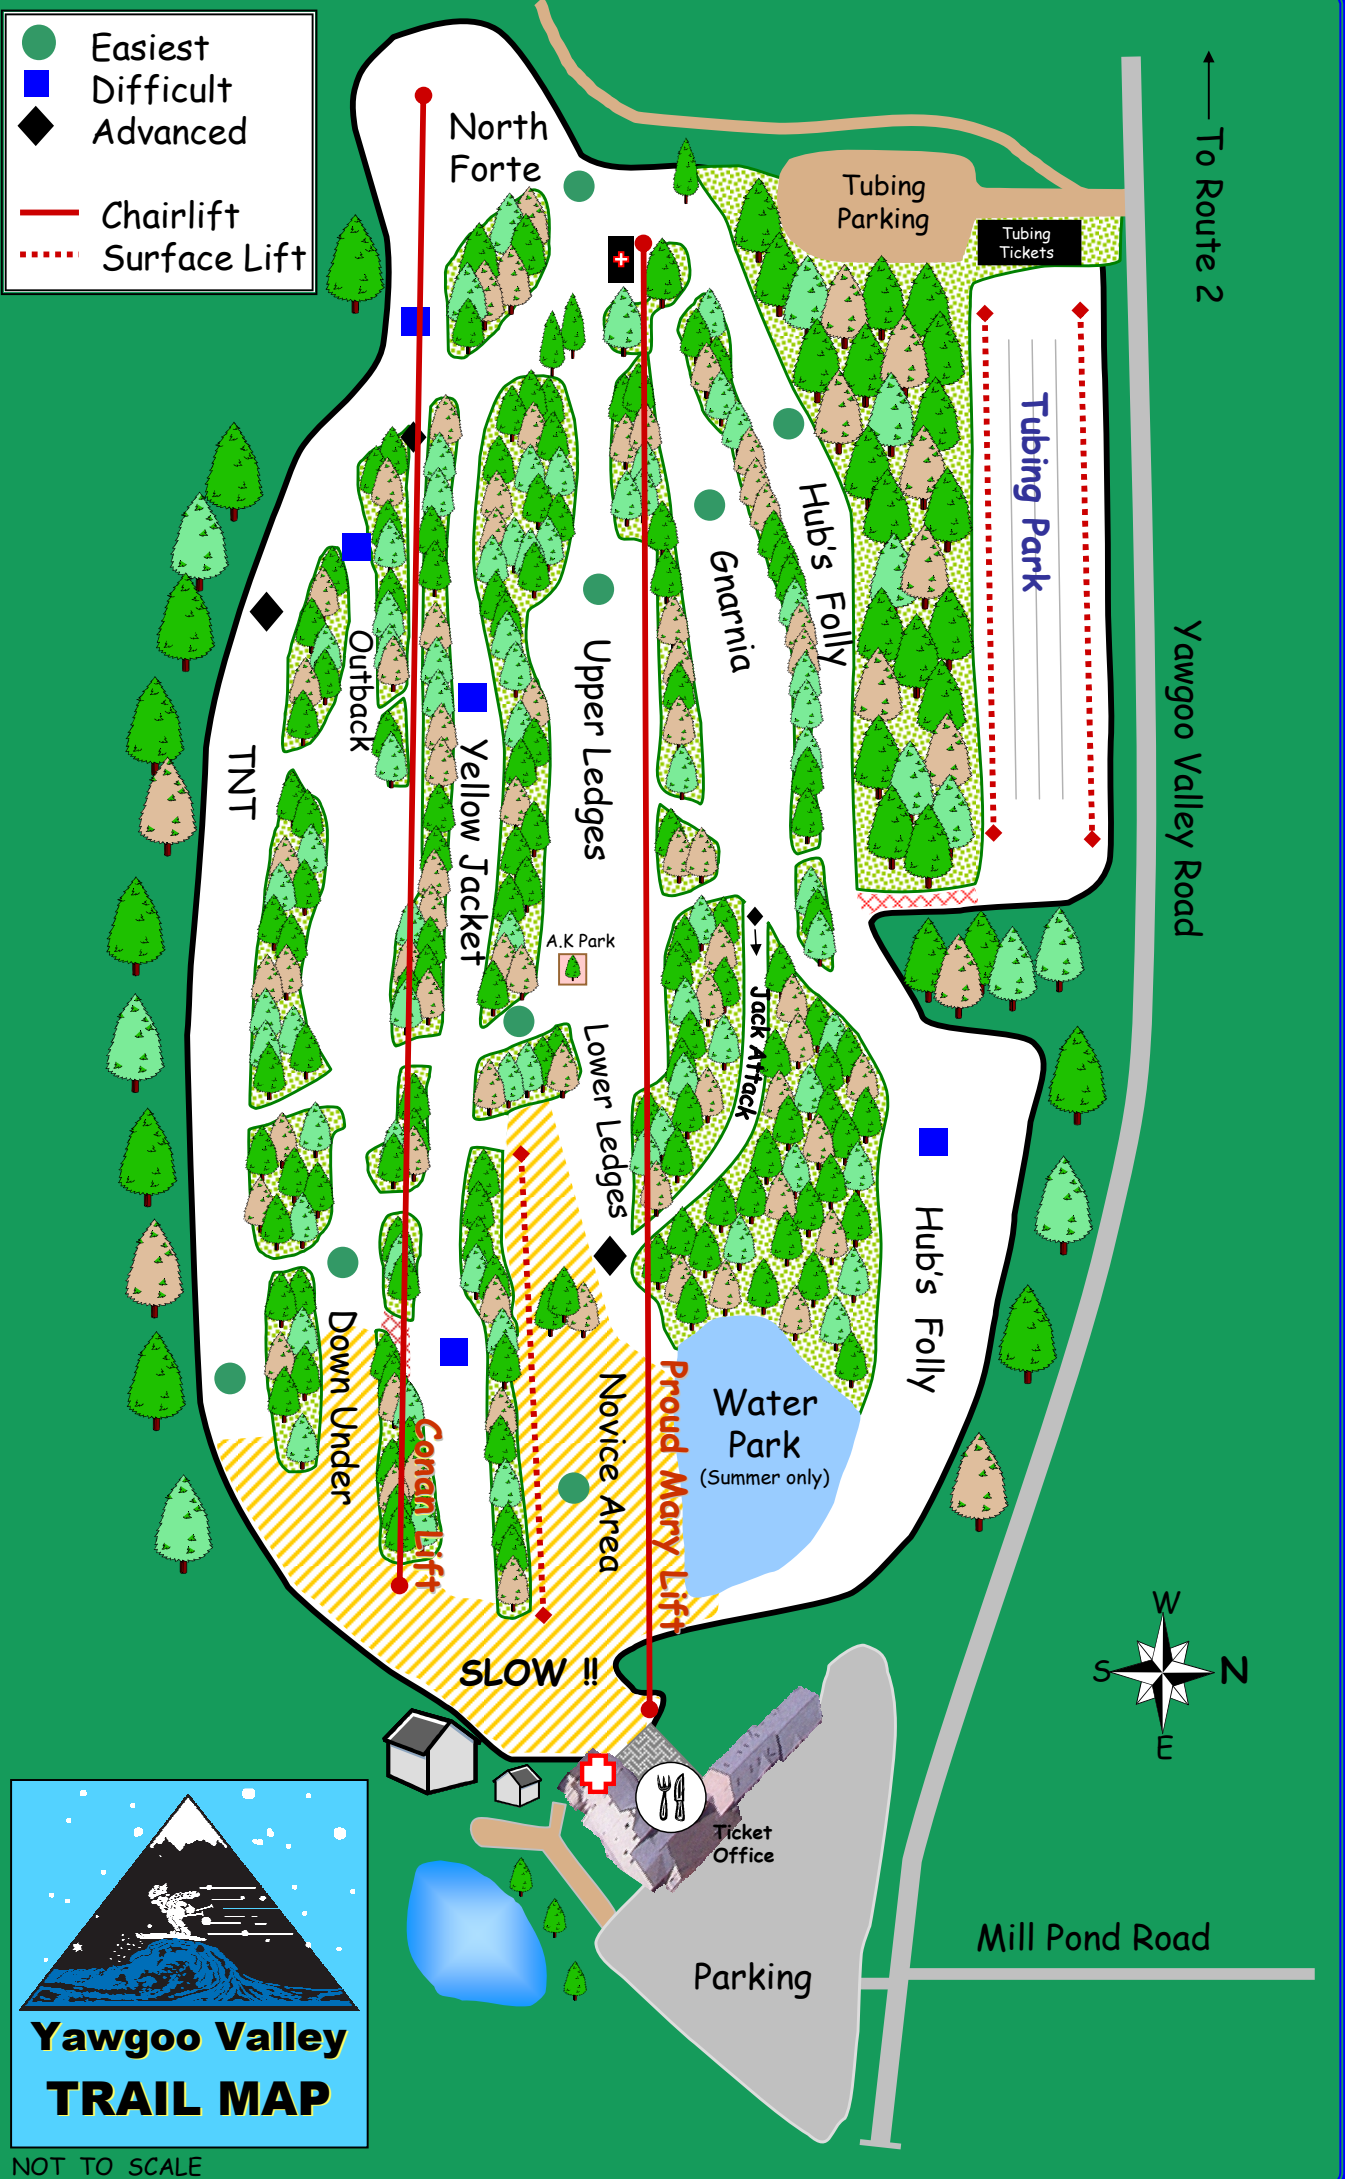 Easiest
Difficult
Advanced
Chairlift
Surface Lift
North
Forte
Tubing
Parking
Tubing
Tickets
To Route 2
Tubing Park
Hub's Folly
Gnarnia
Upper Ledges
Outback
Yellow Jacket
TNT
Yawgoo Valley Road
A.K Park
Jack Attack
Lower Ledges
Hub's Folly
Down Under
Novice Area
Conan Lift
Proud Mary Lift
Water
Park
(Summer only)
SLOW !!
W
S
N
E
Ticket
Office
Mill Pond Road
Parking
Yawgoo Valley
TRAIL MAP
NOT TO SCALE